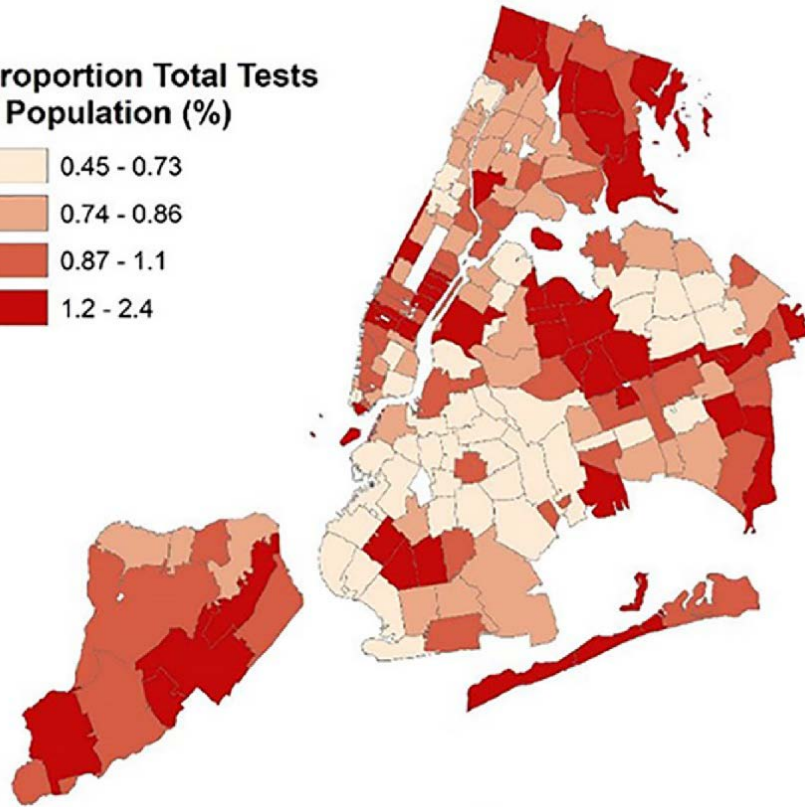 roportion Total Tests
Population (%)
0.45 - 0.73
0.74 - 0.86
0.87 - 1.1
1.2 - 2.4